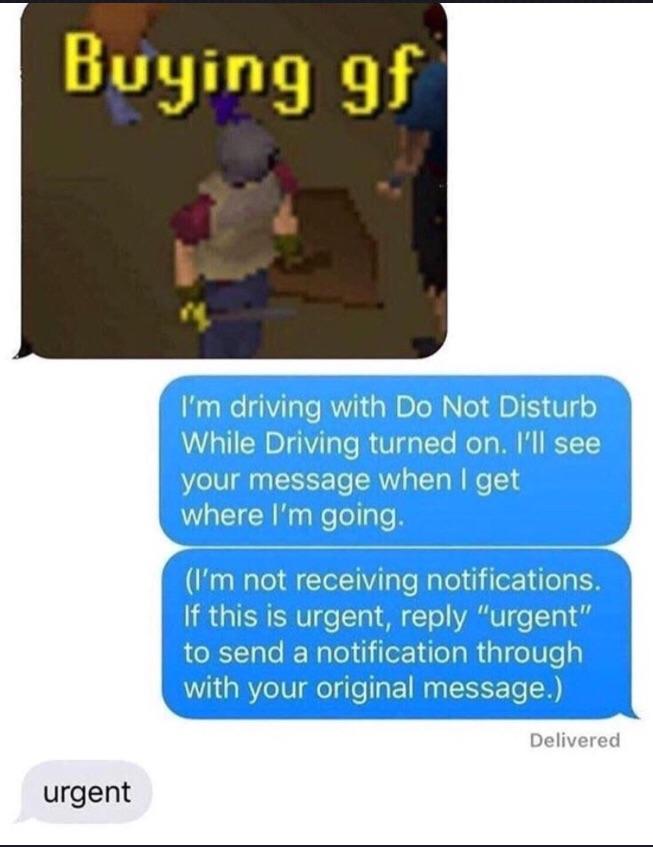 Buying gf
I'm driving with Do Not Disturb
While Driving turned on. I'll see
your message when I get
where I'm going.
(I'm not receiving notifications.
If this is urgent, reply “urgent”
to send a notification through
with your original message.)
Delivered
urgent